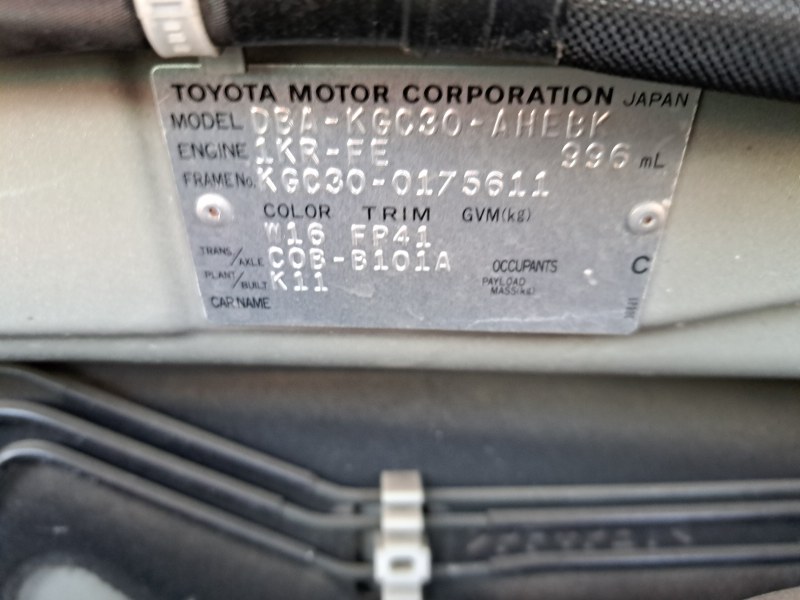 TOYOTA MOTOR CORPORATION JAPAN
MODEL DBA-KGC30-AHEBK
ENGINE 1KR-FE 996 mL
FRAME No. KGC30-0175611
COLOR TRIM GVM(kg)
W16 FP41
TRANS/AXLE C0B-B101A OCCUPANTS C
PLANT/BUILT K11 PAYLOAD MASS(kg)
CAR NAME